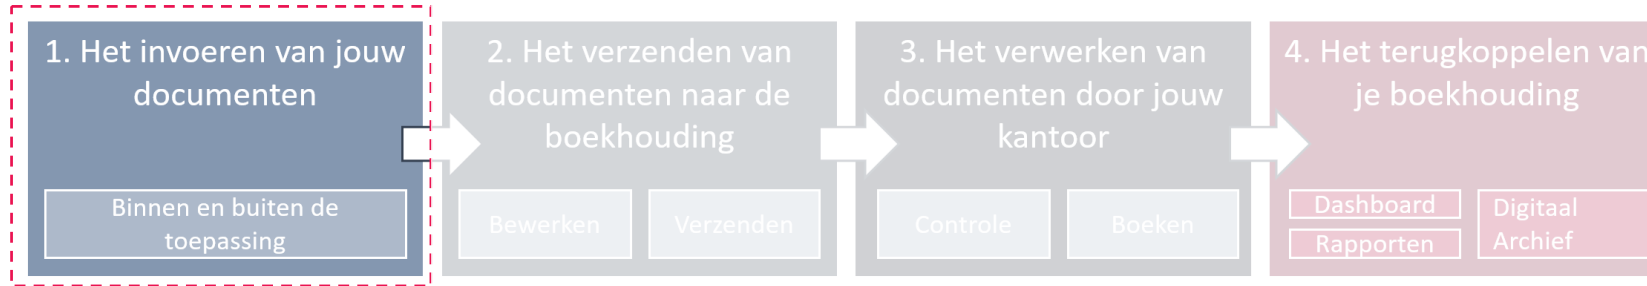 1. Het invoeren van jouw
documenten
Binnen en buiten de
toepassing
2. Het verzenden van
documenten naar de
boekhouding
Bewerken
Verzenden
3. Het verwerken van
documenten door jouw
kantoor
Controle
Boeken
4. Het terugkoppelen van
je boekhouding
Dashboard
Rapporten
Digitaal
Archief